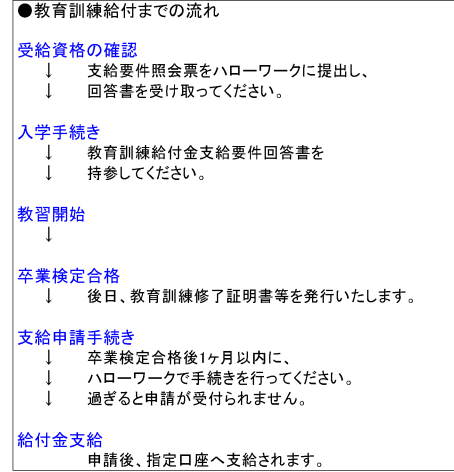 ●教育訓練給付までの流れ
受給資格の確認
↓ 支給要件照会票をハローワークに提出し、
↓ 回答書を受け取ってください。
入学手続き
↓ 教育訓練給付金支給要件回答書を
↓ 持参してください。
教習開始
↓
卒業検定合格
↓ 後日、教育訓練修了証明書等を発行いたします。
支給申請手続き
↓ 卒業検定合格後1ヶ月以内に、
↓ ハローワークで手続きを行ってください。
↓ 過ぎると申請が受付られません。
給付金支給
申請後、指定口座へ支給されます。